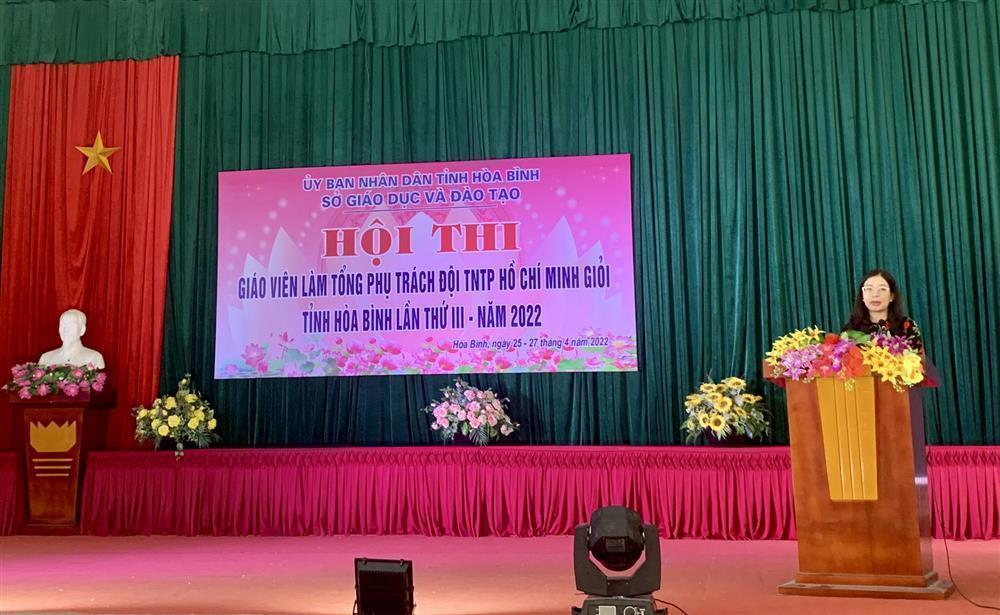 ỦY BAN NHÂN DÂN TỈNH HÒA BÌNH
SỞ GIÁO DỤC VÀ ĐÀO TẠO
HỘI THI
GIÁO VIÊN LÀM TỔNG PHỤ TRÁCH ĐỘI TNTP HỒ CHÍ MINH GIỎI
TỈNH HÒA BÌNH LẦN THỨ III - NĂM 2022
Hòa Bình, ngày 25 - 27 tháng 4 năm 2022